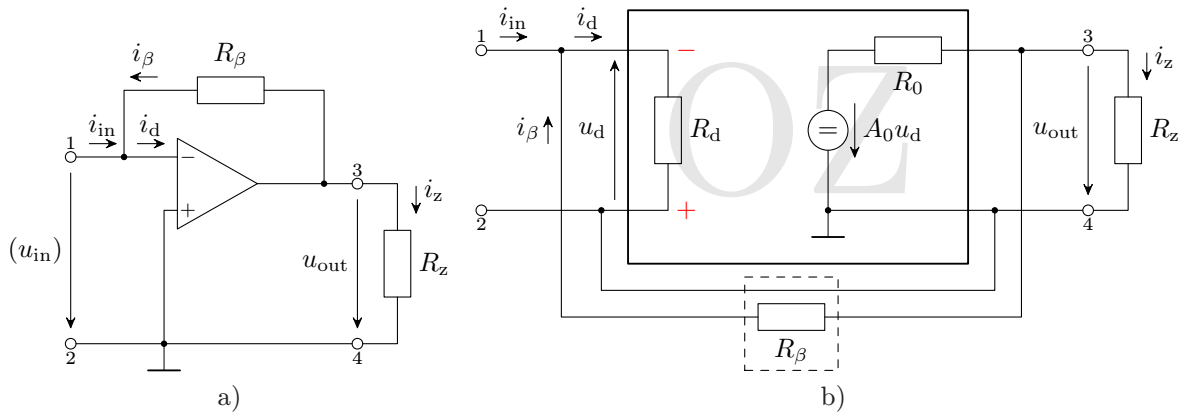 i_β
R_β
i_in
i_d
1
−
+
3
i_z
(u_in)
u_out
R_z
2
4
a)
i_in
i_d
1
−
OZ
R_0
3
i_z
i_β
u_d
R_d
=
A_0u_d
u_out
R_z
2
+
4
R_β
b)